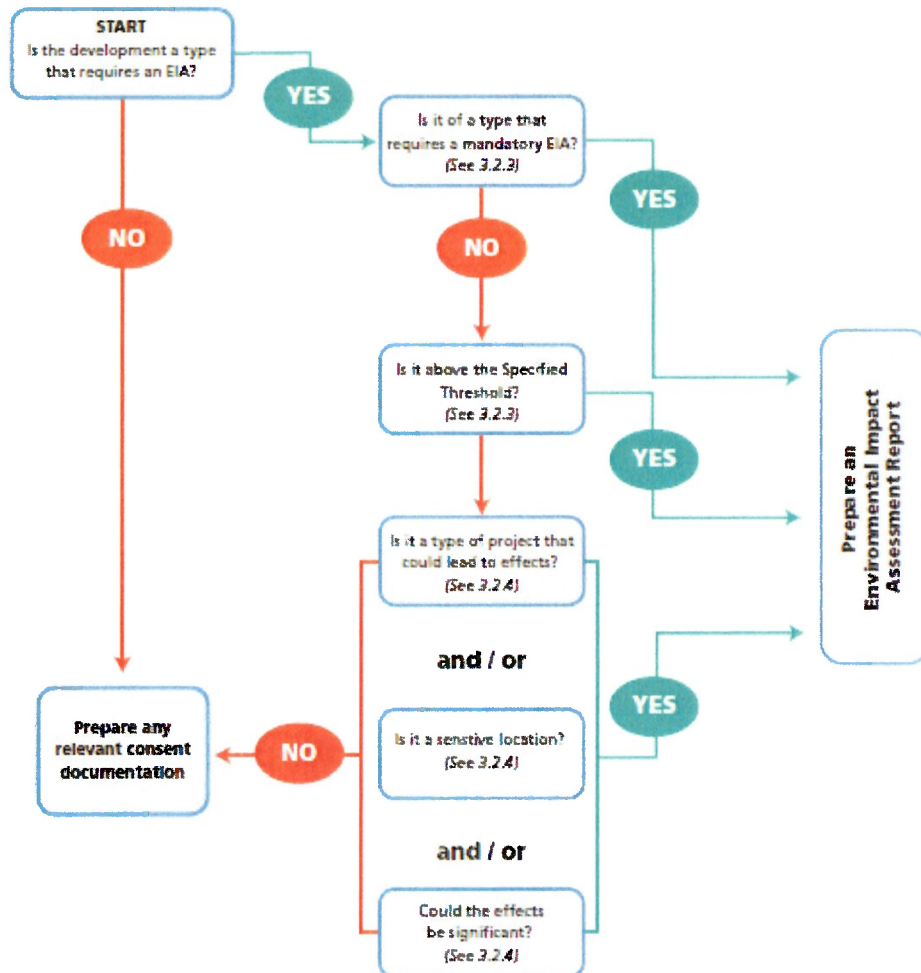 START
Is the development a type
that requires an EIA?
YES
Is it of a type that
requires a mandatory EIA?
(See 3.2.3)
YES
NO
NO
Is it above the Specified
Threshold?
(See 3.2.3)
YES
Prepare an
Environmental Impact
Assessment Report
Is it a type of project that
could lead to effects?
(See 3.2.4)
and / or
YES
Prepare any
relevant consent
documentation
NO
Is it a senstive location?
(See 3.2.4)
and / or
Could the effects
be significant?
(See 3.2.4)